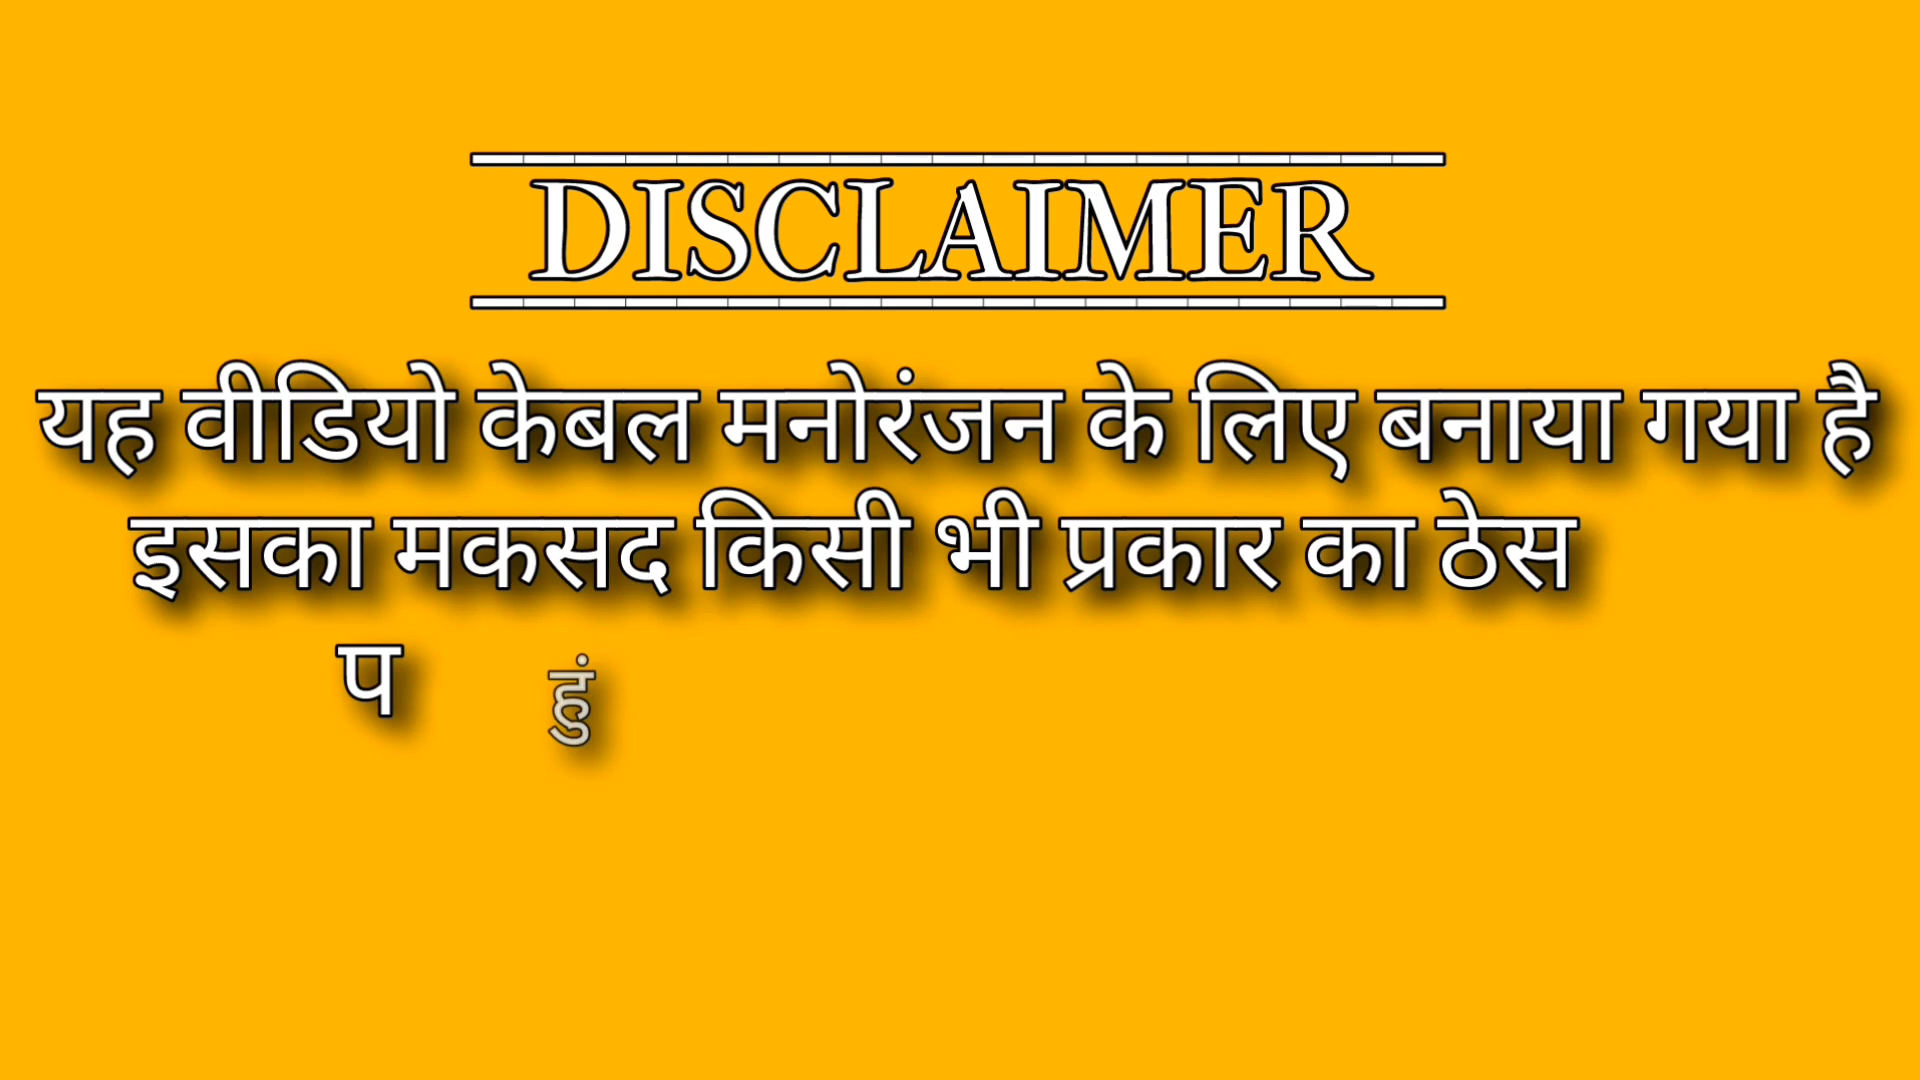 DISCLAIMER
यह वीडियो केबल मनोरंजन के लिए बनाया गया है
इसका मकसद किसी भी प्रकार का ठेस
प हुं